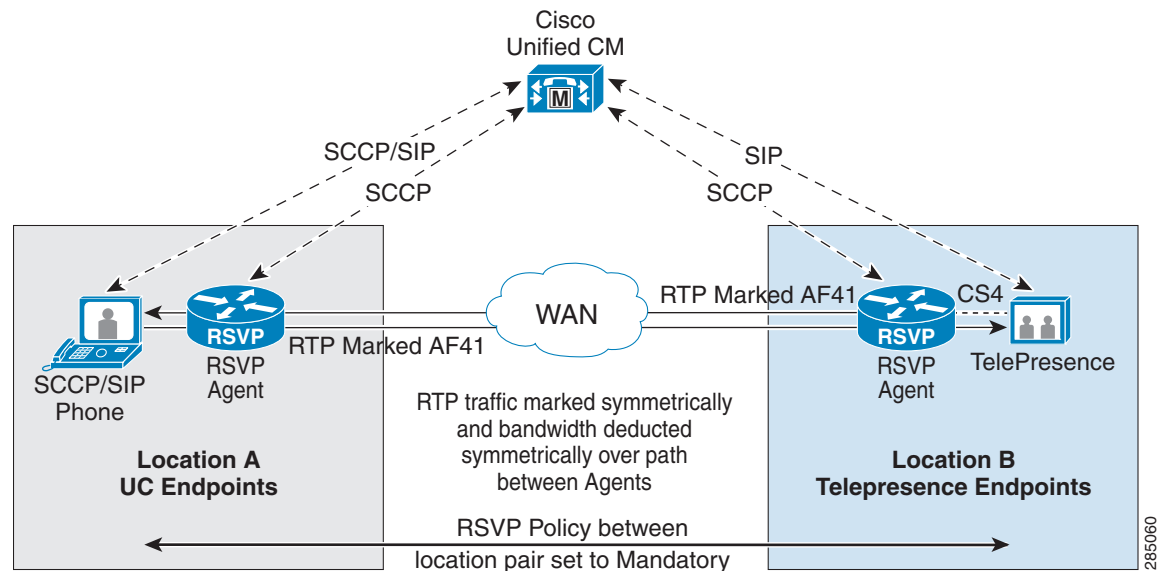 Cisco
Unified CM
M
SCCP/SIP
SCCP
SIP
SCCP
WAN
RTP Marked AF41
CS4
RSVP
RTP Marked AF41
RSVP
SCCP/SIP
Phone
RSVP
Agent
RSVP
Agent
TelePresence
RTP traffic marked symmetrically
and bandwidth deducted
symmetrically over path
between Agents
Location A
UC Endpoints
Location B
Telepresence Endpoints
RSVP Policy between
location pair set to Mandatory
285060